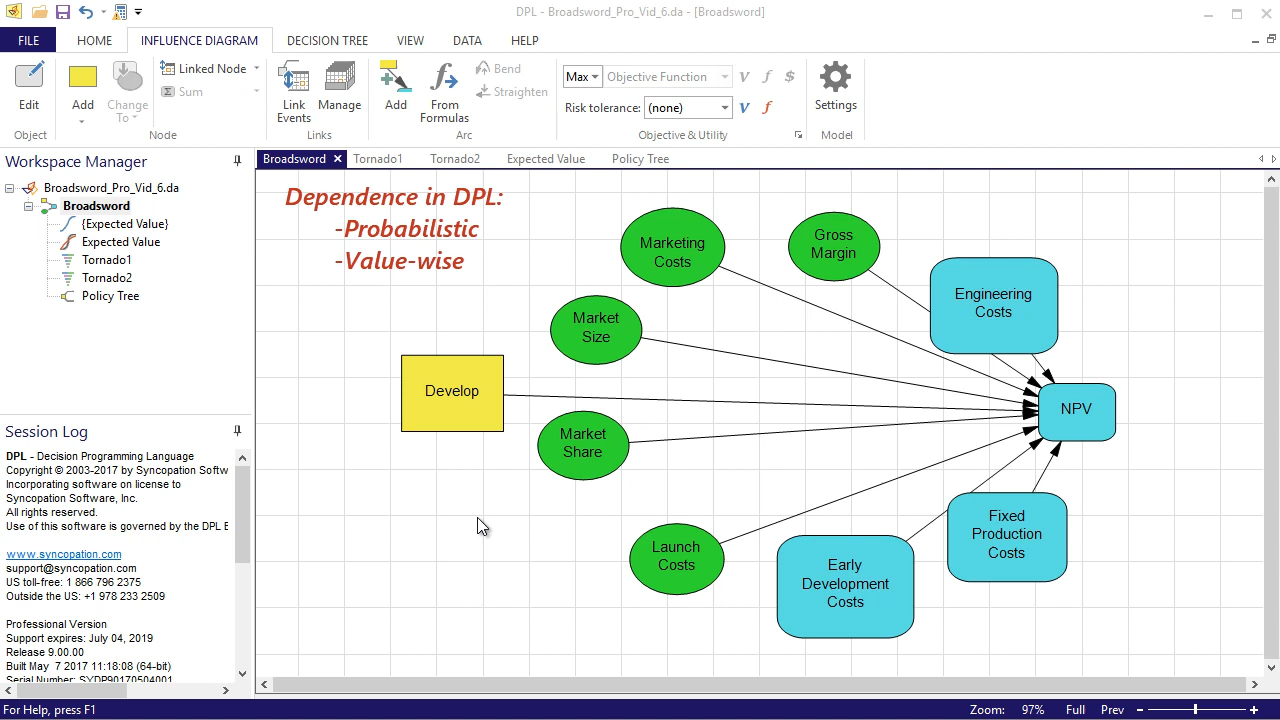 DPL - Broadsword_Pro_Vid_6.da - [Broadsword]
FILE HOME INFLUENCE DIAGRAM DECISION TREE VIEW DATA HELP
Edit
Object
Add
Change To
Linked Node
Sum
Node
Link Events
Manage
Links
Add
From Formulas
Bend
Straighten
Arc
Max Objective Function V f $
Risk tolerance: (none) V f
Objective & Utility
Settings
Model
Workspace Manager
Broadsword_Pro_Vid_6.da
Broadsword
{Expected Value}
Expected Value
Tornado1
Tornado2
Policy Tree
Session Log
DPL - Decision Programming Language
Copyright © 2003-2017 by Syncopation Softw
Incorporating software on license to
Syncopation Software, Inc.
All rights reserved.
Use of this software is governed by the DPL E
www.syncopation.com
support@syncopation.com
US toll-free: 1 866 796 2375
Outside the US: +1 978 233 2509
Professional Version
Support expires: July 04, 2019
Release 9.00.00
Built May 7 2017 11:18:08 (64-bit)
Serial Number: SYDP90170504001
Broadsword Tornado1 Tornado2 Expected Value Policy Tree
Dependence in DPL:
-Probabilistic
-Value-wise
Marketing
Costs
Gross
Margin
Engineering
Costs
Market
Size
Develop
NPV
Market
Share
Fixed
Production
Costs
Launch
Costs
Early
Development
Costs
For Help, press F1
Zoom: 97% Full Prev